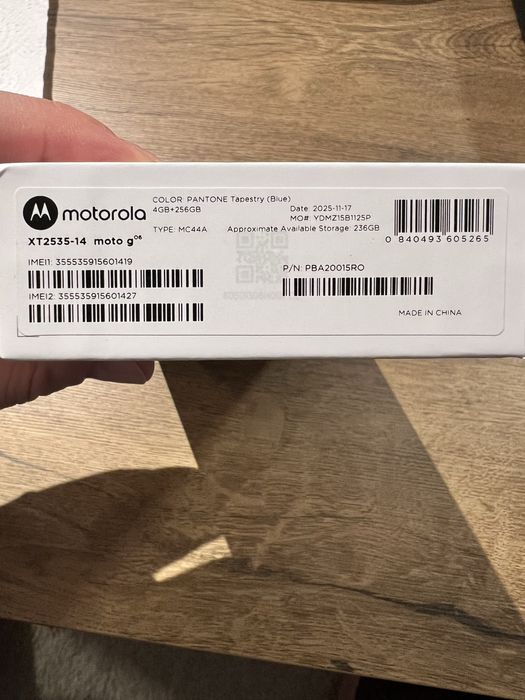 motorola
COLOR: PANTONE Tapestry (Blue)
4GB+256GB
Date: 2025-11-17
MO#: YDMZ15B1125P
TYPE: MC44A
Approximate Available Storage: 236GB
0 840493 605265
XT2535-14 moto g06
IMEI1: 355535915601419
P/N: PBA20015RO
IMEI2: 355535915601427
MADE IN CHINA